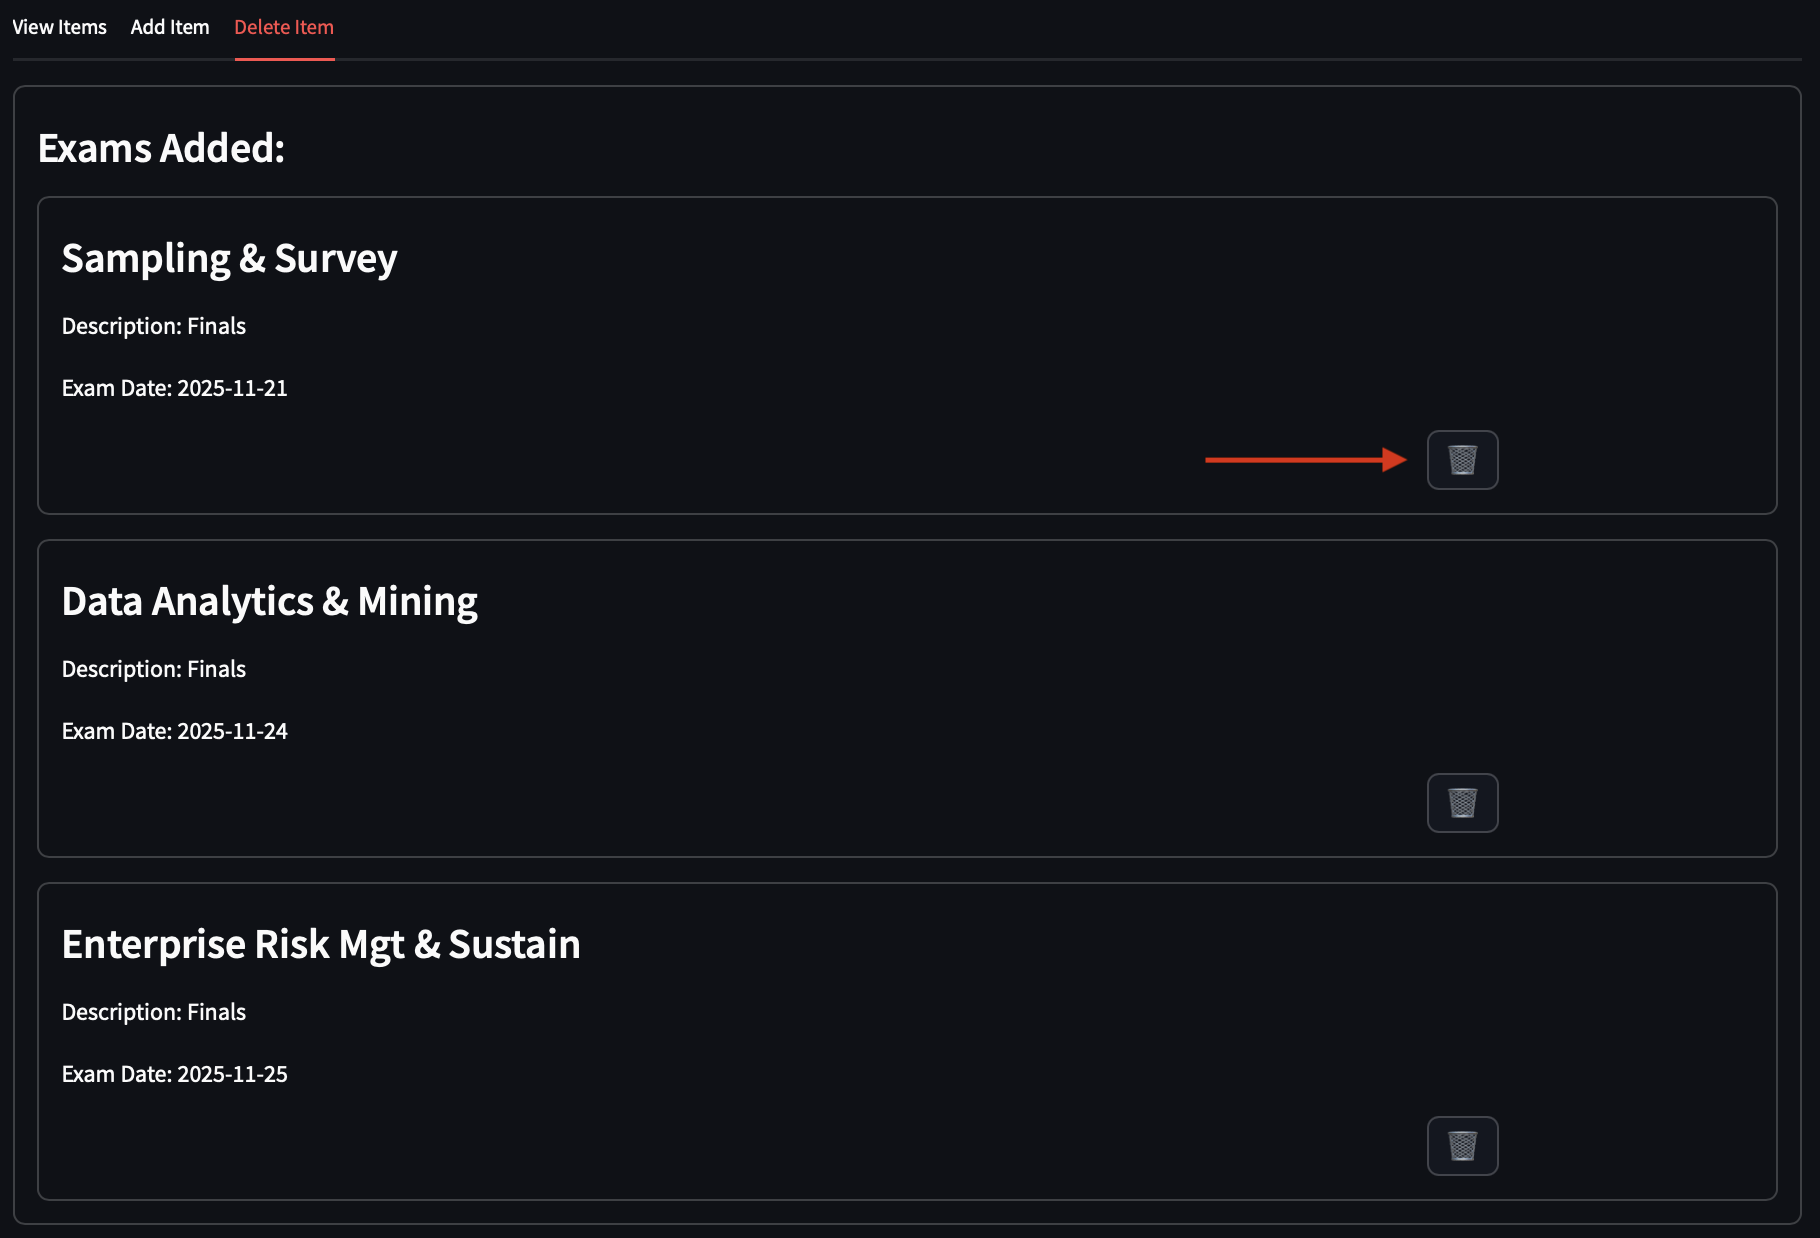 View Items Add Item Delete Item
Exams Added:
Sampling & Survey
Description: Finals
Exam Date: 2025-11-21
Data Analytics & Mining
Description: Finals
Exam Date: 2025-11-24
Enterprise Risk Mgt & Sustain
Description: Finals
Exam Date: 2025-11-25